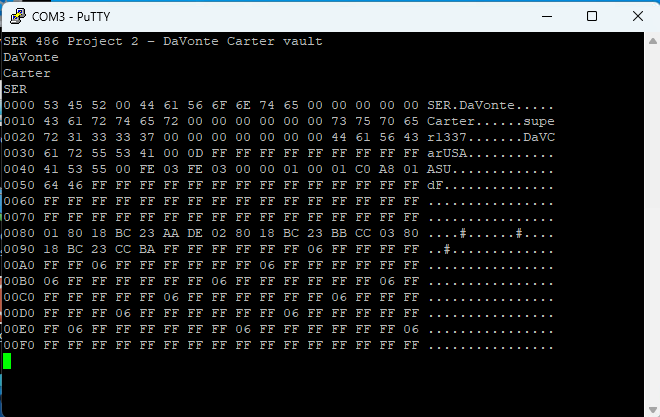 COM3 - PuTTY
SER 486 Project 2 - DaVonte Carter vault
DaVonte
Carter
SER
0000 53 45 52 00 44 61 56 6F 6E 74 65 00 00 00 00 00 SER.DaVonte.....
0010 43 61 72 74 65 72 00 00 00 00 00 00 73 75 70 65 Carter......supe
0020 72 31 33 33 37 00 00 00 00 00 00 00 44 61 56 43 r1337.......DaVC
0030 61 72 55 53 41 00 0D FF FF FF FF FF FF FF FF FF arUSA...........
0040 41 53 55 00 FE 03 FE 03 00 00 01 00 01 C0 A8 01 ASU.............
0050 64 46 FF FF FF FF FF FF FF FF FF FF FF FF FF FF dF..............
0060 FF FF FF FF FF FF FF FF FF FF FF FF FF FF FF FF ................
0070 FF FF FF FF FF FF FF FF FF FF FF FF FF FF FF FF ................
0080 01 80 18 BC 23 AA DE 02 80 18 BC 23 BB CC 03 80 ....#......#....
0090 18 BC 23 CC BA FF FF FF FF FF 06 FF FF FF FF FF ..#.............
00A0 FF FF 06 FF FF FF FF FF FF FF 06 FF FF FF FF FF ................
00B0 06 FF FF FF FF FF FF 06 FF FF FF FF FF FF 06 FF ................
00C0 FF FF FF FF FF FF 06 FF FF FF FF FF FF 06 FF FF ................
00D0 FF FF FF FF 06 FF FF FF FF FF FF 06 FF FF FF FF ................
00E0 FF 06 FF FF FF FF FF FF 06 FF FF FF FF FF FF 06 ................
00F0 FF FF FF FF FF FF FF FF FF FF FF FF FF FF FF FF ................